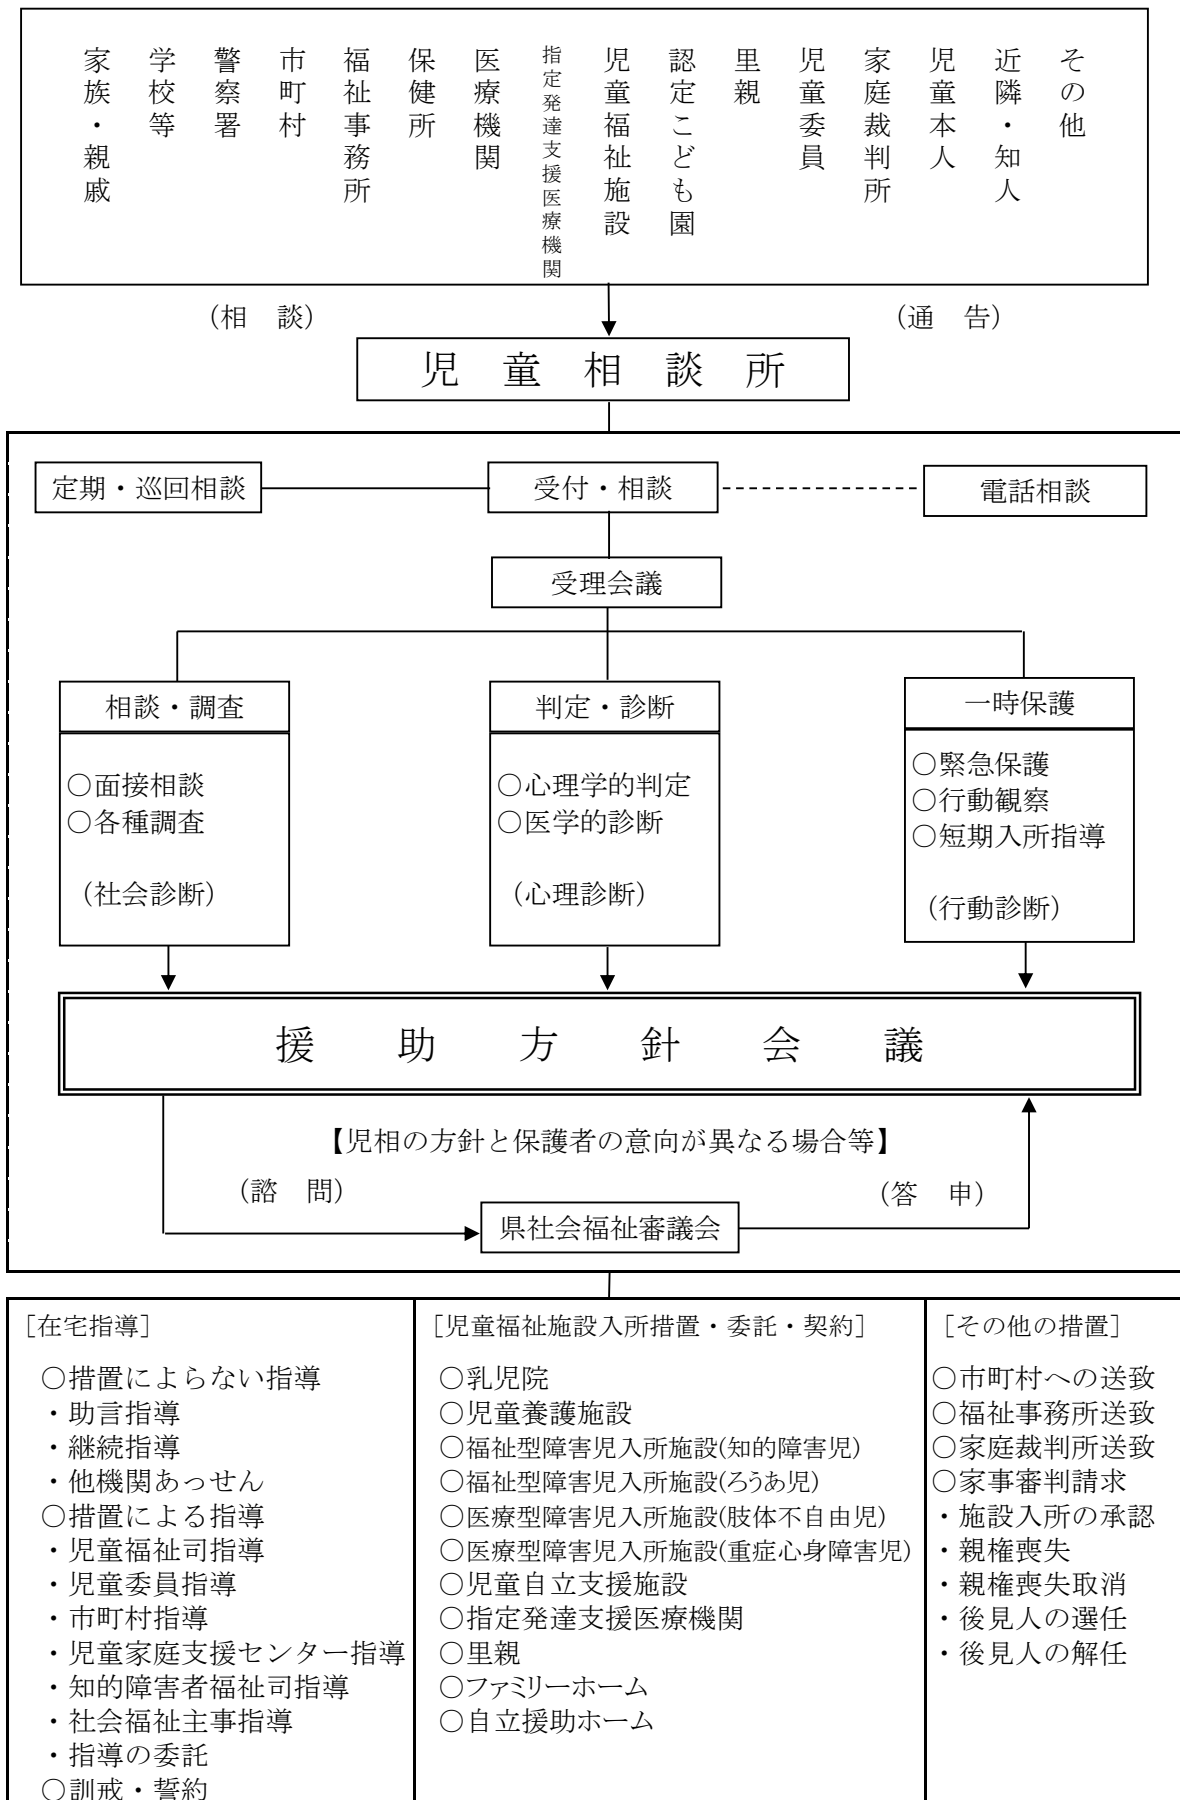 家族・親戚
学校等
警察署
市町村
福祉事務所
保健所
医療機関
指定発達支援医療機関
児童福祉施設
認定こども園
里親
児童委員
家庭裁判所
児童本人
近隣・知人
その他
（相　談）
（通　告）
児　童　相　談　所
定期・巡回相談
受付・相談
電話相談
受理会議
相談・調査
○面接相談
○各種調査
（社会診断）
判定・診断
○心理学的判定
○医学的診断
（心理診断）
一時保護
○緊急保護
○行動観察
○短期入所指導
（行動診断）
援　助　方　針　会　議
【児相の方針と保護者の意向が異なる場合等】
（諮　問）
（答　申）
県社会福祉審議会
［在宅指導］
○措置によらない指導
・助言指導
・継続指導
・他機関あっせん
○措置による指導
・児童福祉司指導
・児童委員指導
・市町村指導
・児童家庭支援センター指導
・知的障害者福祉司指導
・社会福祉主事指導
・指導の委託
○訓戒・誓約
［児童福祉施設入所措置・委託・契約］
○乳児院
○児童養護施設
○福祉型障害児入所施設(知的障害児)
○福祉型障害児入所施設(ろうあ児)
○医療型障害児入所施設(肢体不自由児)
○医療型障害児入所施設(重症心身障害児)
○児童自立支援施設
○指定発達支援医療機関
○里親
○ファミリーホーム
○自立援助ホーム
［その他の措置］
○市町村への送致
○福祉事務所送致
○家庭裁判所送致
○家事審判請求
・施設入所の承認
・親権喪失
・親権喪失取消
・後見人の選任
・後見人の解任